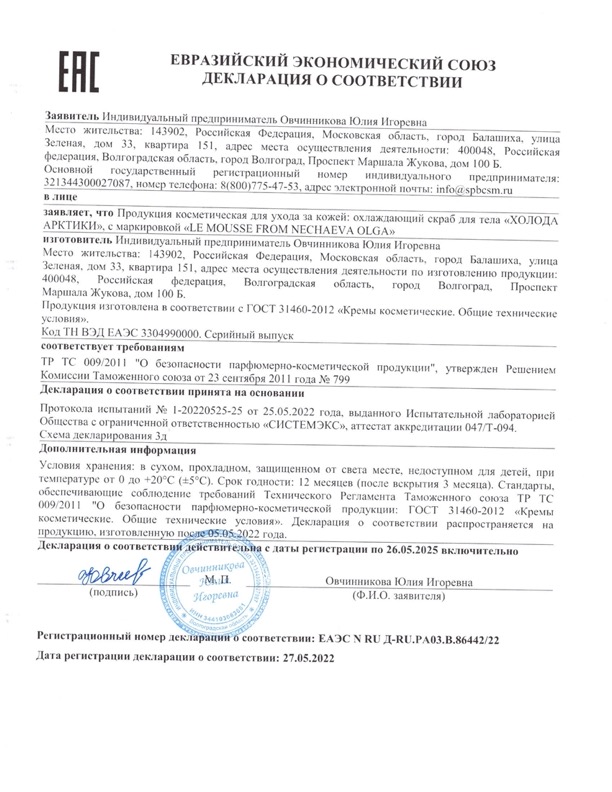 ЕАС
ЕВРАЗИЙСКИЙ ЭКОНОМИЧЕСКИЙ СОЮЗ
ДЕКЛАРАЦИЯ О СООТВЕТСТВИИ
Заявитель Индивидуальный предприниматель Овчинникова Юлия Игоревна
Место жительства: 143902, Российская Федерация, Московская область, город Балашиха, улица
Зеленая, дом 33, квартира 151, адрес места осуществления деятельности: 400048, Российская
федерация, Волгоградская область, город Волгоград, Проспект Маршала Жукова, дом 100 Б.
Основной государственный регистрационный номер индивидуального предпринимателя:
321344300027087, номер телефона: 8(800)775-47-53, адрес электронной почты: info@spbcsm.ru
в лице
заявляет, что Продукция косметическая для ухода за кожей: охлаждающий скраб для тела «ХОЛОДА
АРКТИКИ», с маркировкой «LE MOUSSE FROM NECHAEVA OLGA»
изготовитель Индивидуальный предприниматель Овчинникова Юлия Игоревна
Место жительства: 143902, Российская Федерация, Московская область, город Балашиха, улица
Зеленая, дом 33, квартира 151, адрес места осуществления деятельности по изготовлению продукции:
400048, Российская федерация, Волгоградская область, город Волгоград, Проспект
Маршала Жукова, дом 100 Б.
Продукция изготовлена в соответствии с ГОСТ 31460-2012 «Кремы косметические. Общие технические
условия».
Код ТН ВЭД ЕАЭС 3304990000. Серийный выпуск
соответствует требованиям
ТР ТС 009/2011 "О безопасности парфюмерно-косметической продукции", утвержден Решением
Комиссии Таможенного союза от 23 сентября 2011 года № 799
Декларация о соответствии принята на основании
Протокола испытаний № 1-20220525-25 от 25.05.2022 года, выданного Испытательной лабораторией
Общества с ограниченной ответственностью «СИСТЕМЭКС», аттестат аккредитации 047/Т-094.
Схема декларирования 3д
Дополнительная информация
Условия хранения: в сухом, прохладном, защищенном от света месте, недоступном для детей, при
температуре от 0 до +20°С (±5°С). Срок годности: 12 месяцев (после вскрытия 3 месяца). Стандарты,
обеспечивающие соблюдение требований Технического Регламента Таможенного союза ТР ТС
009/2011 "О безопасности парфюмерно-косметической продукции: ГОСТ 31460-2012 «Кремы
косметические. Общие технические условия». Декларация о соответствии распространяется на
продукцию, изготовленную после 05.05.2022 года.
Декларация о соответствии действительна с даты регистрации по 26.05.2025 включительно
Овчинникова
Юлия
Игоревна
М.П.
Овчинникова Юлия Игоревна
(подпись)
(Ф.И.О. заявителя)
Регистрационный номер декларации о соответствии: ЕАЭС N RU Д-RU.РА03.В.86442/22
Дата регистрации декларации о соответствии: 27.05.2022